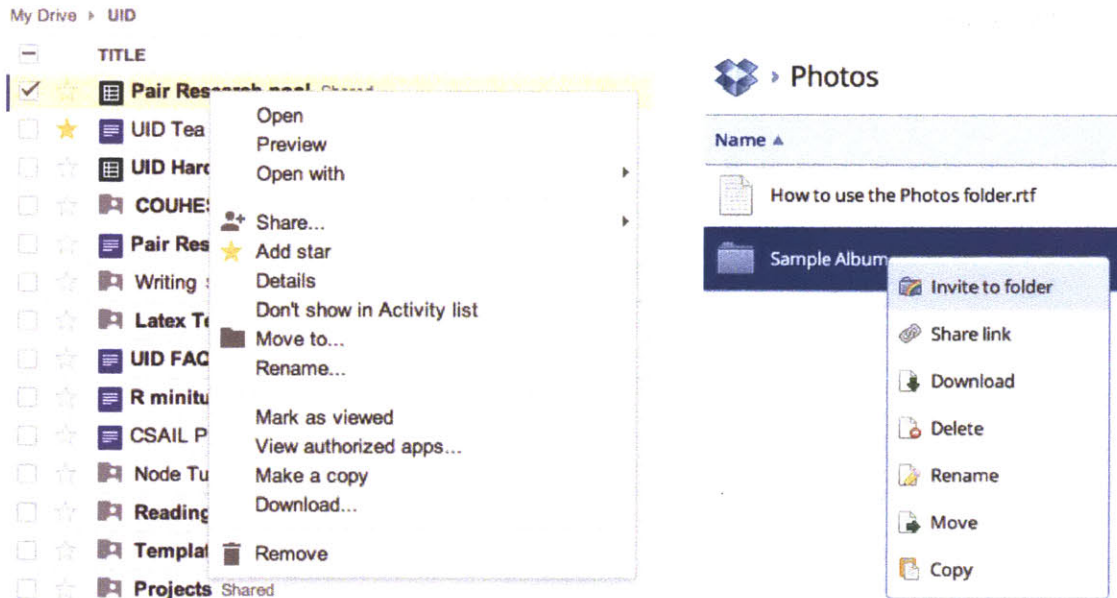 My Drive ▸ UID
TITLE
Pair Research pool Shared
UID Tea
UID Hard
COUHES
Pair Res
Writing
Latex Te
UID FAQ
R minitu
CSAIL P
Node Tu
Reading
Templat
Projects Shared
Open
Preview
Open with
Share...
Add star
Details
Don't show in Activity list
Move to...
Rename...
Mark as viewed
View authorized apps...
Make a copy
Download...
Remove
› Photos
Name ▲
How to use the Photos folder.rtf
Sample Album
Invite to folder
Share link
Download
Delete
Rename
Move
Copy